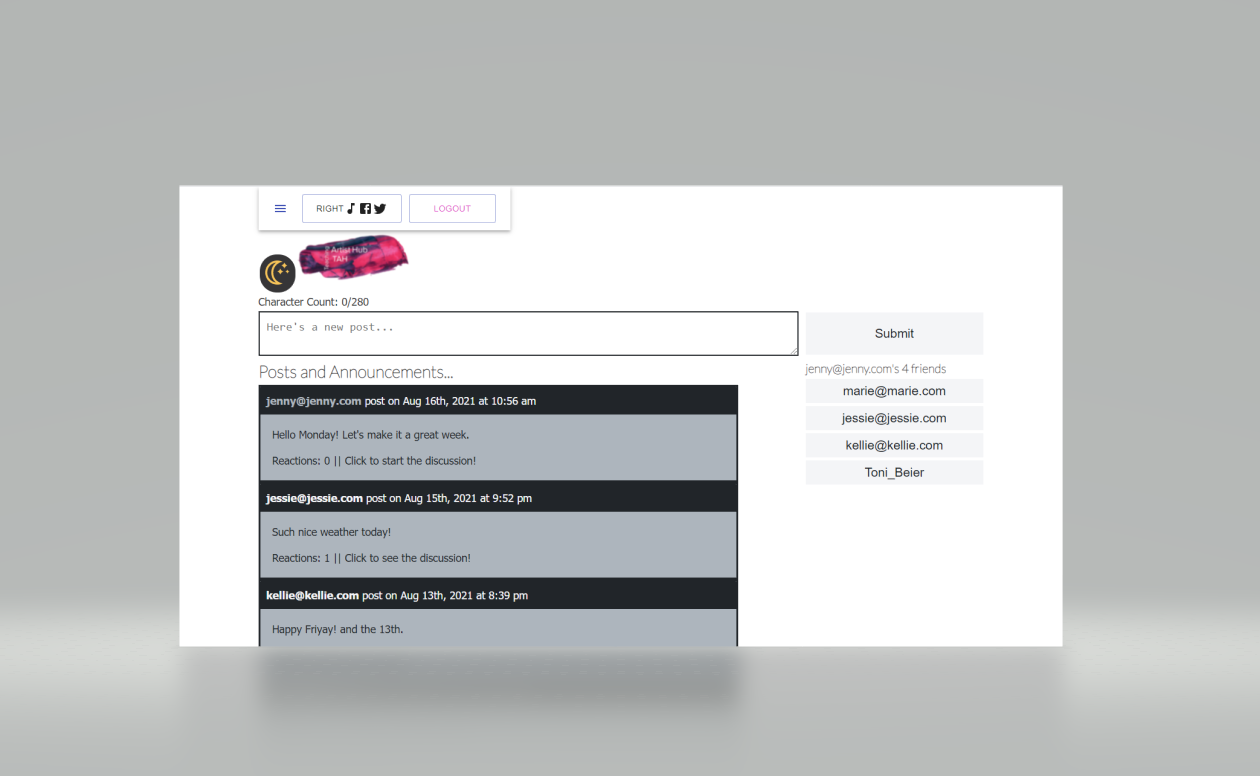 RIGHT
LOGOUT
Artist Hub
TAH
Character Count: 0/280
Here's a new post...
Submit
Posts and Announcements...
jenny@jenny.com's 4 friends
jenny@jenny.com post on Aug 16th, 2021 at 10:56 am
marie@marie.com
jessie@jessie.com
Hello Monday! Let's make it a great week.
kellie@kellie.com
Reactions: 0 || Click to start the discussion!
Toni_Beier
jessie@jessie.com post on Aug 15th, 2021 at 9:52 pm
Such nice weather today!
Reactions: 1 || Click to see the discussion!
kellie@kellie.com post on Aug 13th, 2021 at 8:39 pm
Happy Friyay! and the 13th.